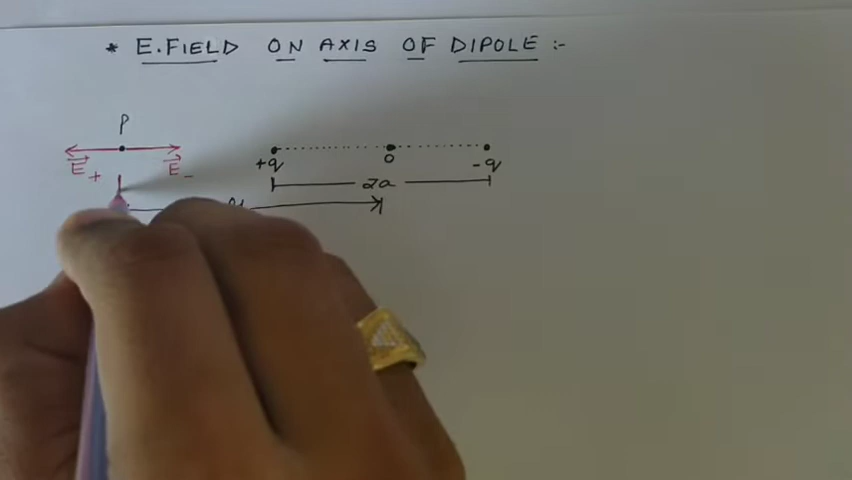 * E.FIELD ON AXIS OF DIPOLE :-
P
E+ E- +q O -q
2a